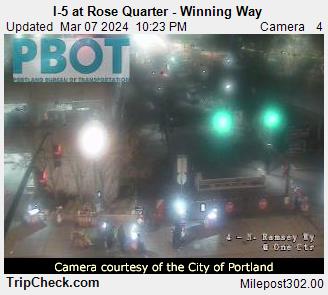 I-5 at Rose Quarter - Winning Way
Updated Mar 07 2024 10:23 PM Camera 4
PBOT
PORTLAND BUREAU OF TRANSPORTATION
4 - N. Ramsey Wy
@ One Ctr
Camera courtesy of the City of Portland
TripCheck.com Milepost302.00